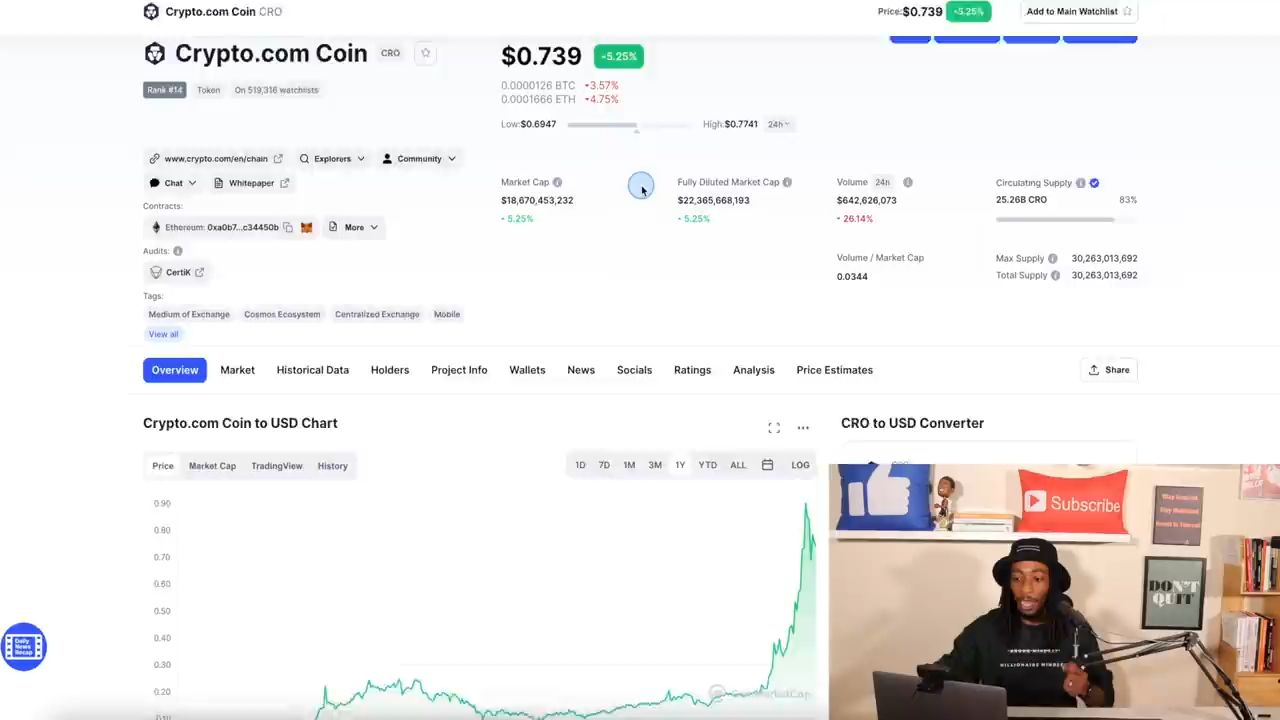 Crypto.com Coin CRO
Price: $0.739 5.25%
Add to Main Watchlist
Crypto.com Coin CRO
$0.739 5.25%
Rank #14 Token On 519,316 watchlists
0.0000126 BTC 3.57%
0.0001666 ETH 4.75%
Low: $0.6947 High: $0.7741 24h
www.crypto.com/en/chain Explorers Community
Chat Whitepaper
Market Cap
$18,670,453,232
5.25%
Fully Diluted Market Cap
$22,365,668,193
5.25%
Volume 24h
$642,626,073
26.14%
Volume / Market Cap
0.0344
Circulating Supply
25.26B CRO 83%
Max Supply 30,263,013,692
Total Supply 30,263,013,692
Contracts:
Ethereum: 0xa0b7...c34450b More
Audits:
CertiK
Tags:
Medium of Exchange Cosmos Ecosystem Centralized Exchange Mobile
View all
Overview Market Historical Data Holders Project Info Wallets News Socials Ratings Analysis Price Estimates Share
Crypto.com Coin to USD Chart
CRO to USD Converter
Price Market Cap TradingView History
1D 7D 1M 3M 1Y YTD ALL LOG
0.90
0.80
0.70
0.60
0.50
0.40
0.30
0.20
0.10
CoinMarketCap
Daily
News
Recap
Subscribe
DON'T
QUIT
MILLIONAIRE MINDSET